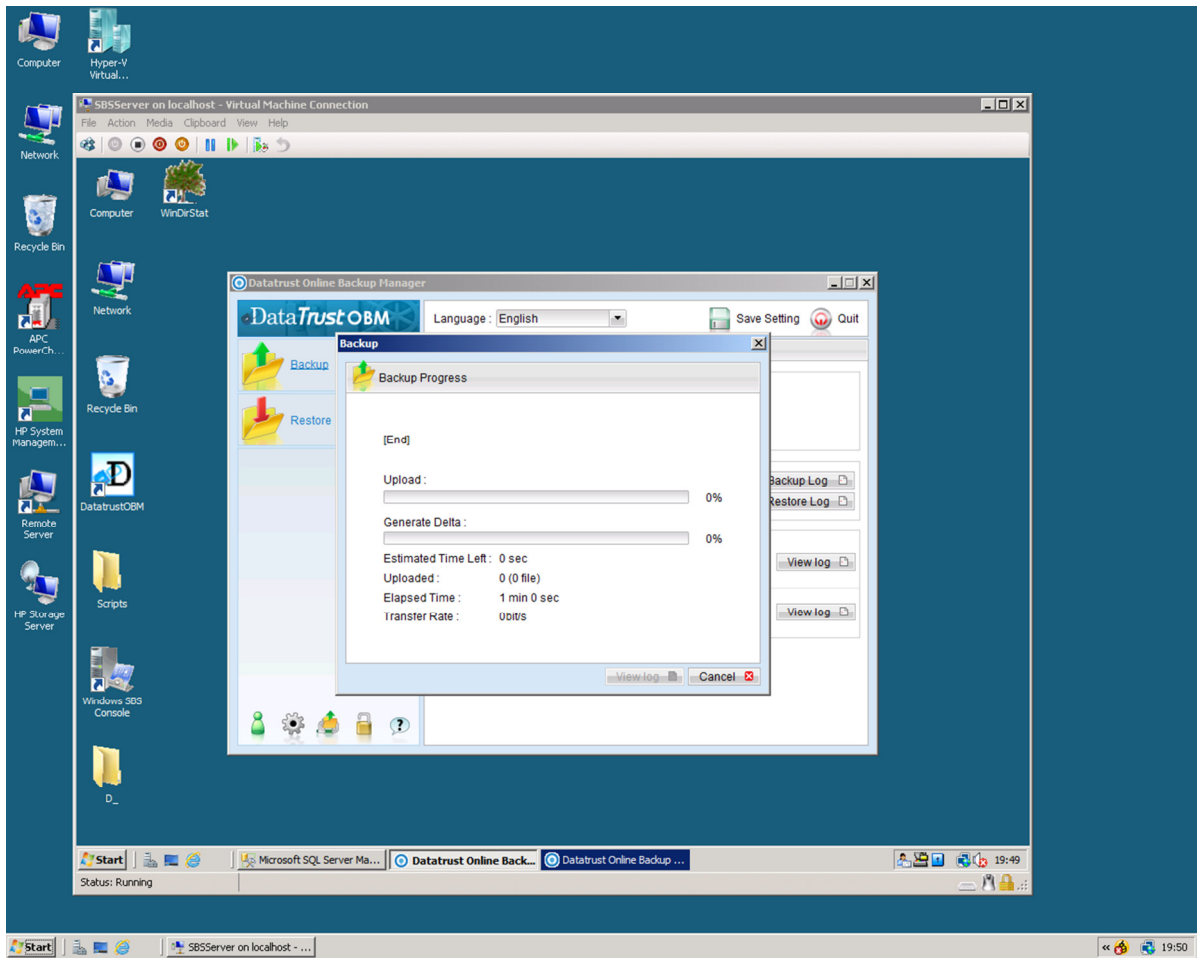 Computer
Hyper-V
Virtual...
Network
Recycle Bin
APC
APC
PowerCh...
HP System
Managem...
Remote
Server
HP Storage
Server
SBSServer on localhost - Virtual Machine Connection
File Action Media Clipboard View Help
Computer
WinDirStat
Network
Recycle Bin
D
DatatrustOBM
Scripts
Windows SBS
Console
D_
Datatrust Online Backup Manager
DataTrust OBM
Language : English
Save Setting
Quit
Backup
Restore
Backup
Backup Progress
[End]
Upload :
0%
Generate Delta :
0%
Estimated Time Left : 0 sec
Uploaded : 0 (0 file)
Elapsed Time : 1 min 0 sec
Transfer Rate : 0bit/s
View log
Cancel
Backup Log
Restore Log
View log
View log
Start
Microsoft SQL Server Ma...
Datatrust Online Back...
Datatrust Online Backup ...
19:49
Status: Running
Start
SBSServer on localhost - ...
19:50